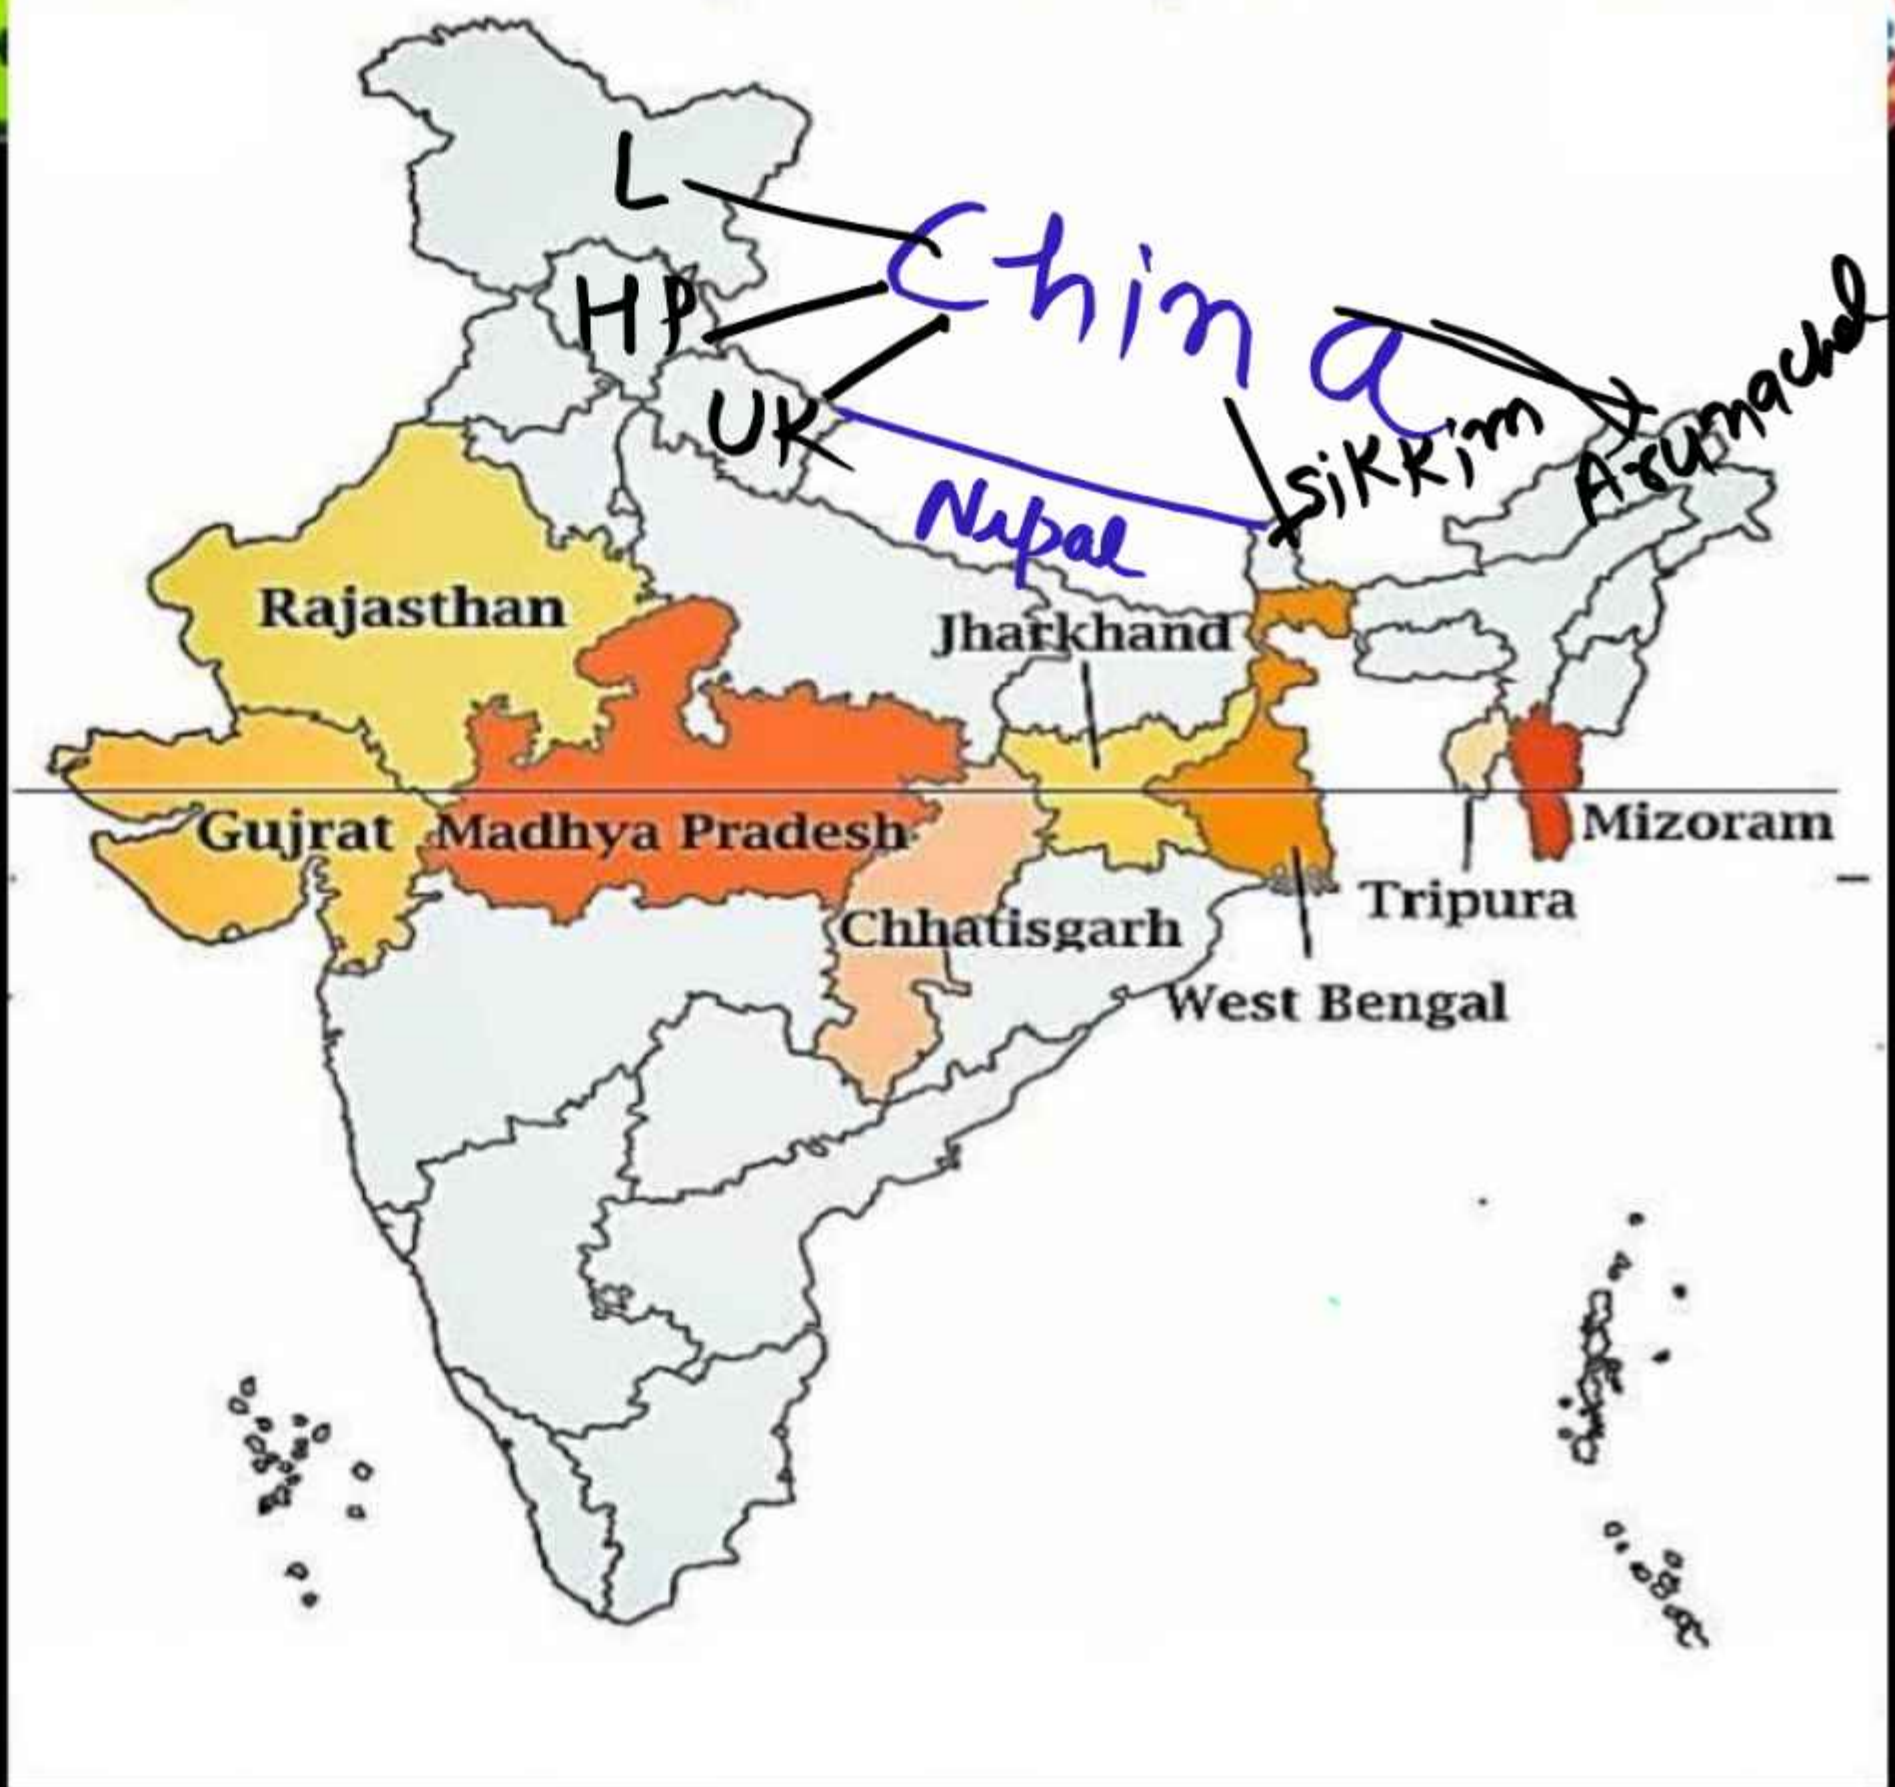 L
China
HP
UK
Arunachal
Sikkim
Nepal
Rajasthan
Jharkhand
Gujrat
Madhya Pradesh
Mizoram
Tripura
Chhatisgarh
West Bengal